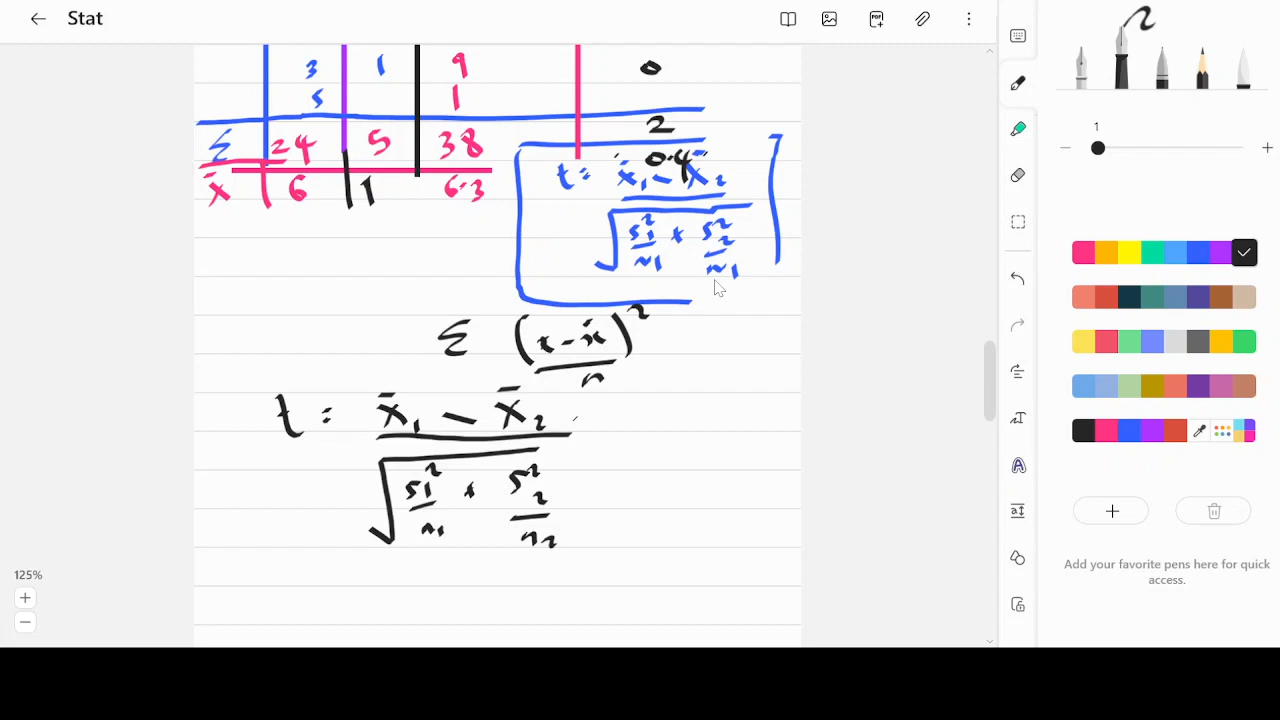 Stat
3 1 9 0
5 1
Σ 24 5 38 2
x̄ 6 1 6.3 0.4
t = x̄₁ - x̄₂
√ s₁²/n₁ + s₂²/n₁
Σ (x - x̄)²/n
t = x̄₁ - x̄₂
√ s₁²/n₁ + s₂²/n₂
125%
1
Add your favorite pens here for quick
access.